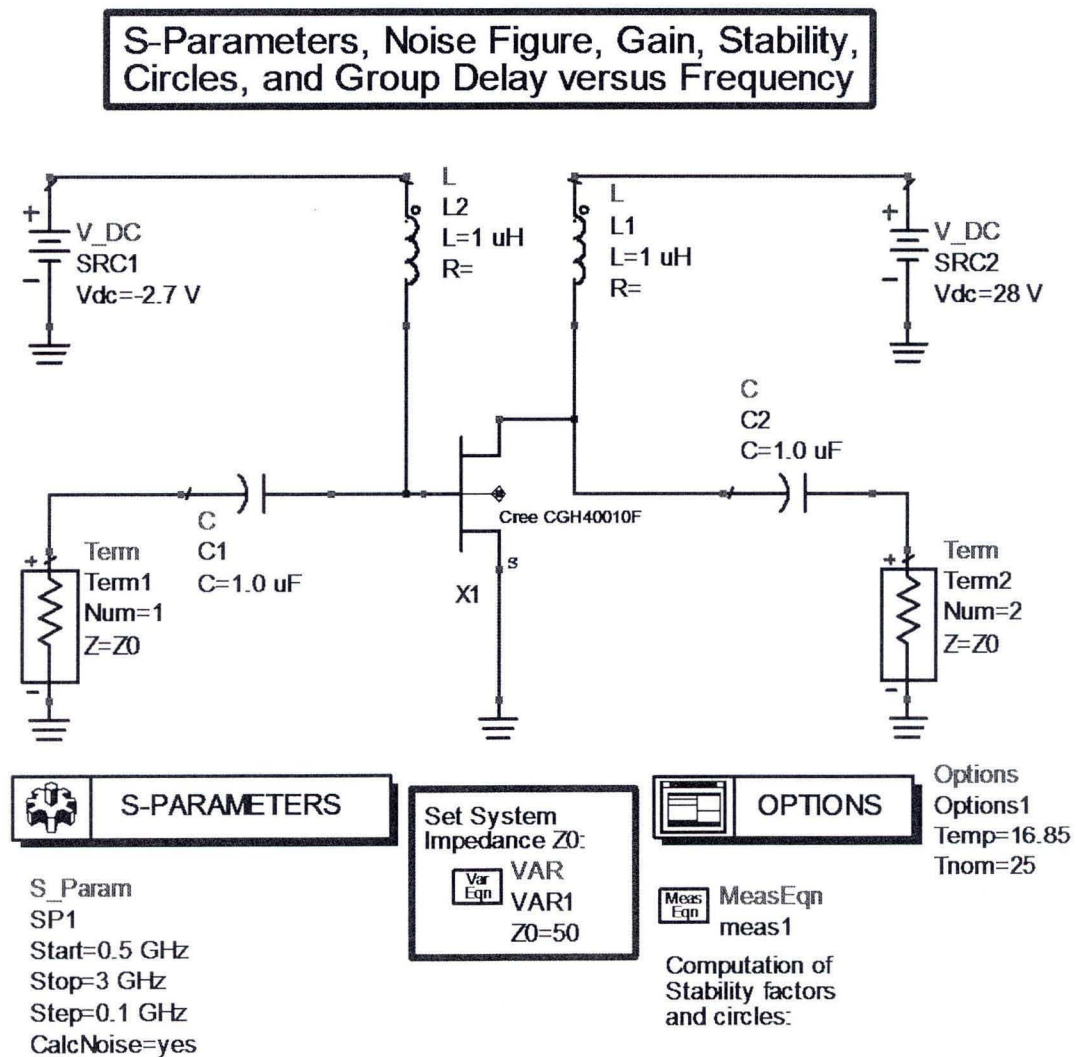 S-Parameters, Noise Figure, Gain, Stability,
Circles, and Group Delay versus Frequency
+
V_DC
SRC1
Vdc=-2.7 V
-
L
L2
L=1 uH
R=
L
L1
L=1 uH
R=
+
V_DC
SRC2
Vdc=28 V
-
C
C2
C=1.0 uF
Cree CGH40010F
s
X1
C
C1
C=1.0 uF
+
Term
Term1
Num=1
Z=Z0
-
+
Term
Term2
Num=2
Z=Z0
-
S-PARAMETERS
S_Param
SP1
Start=0.5 GHz
Stop=3 GHz
Step=0.1 GHz
CalcNoise=yes
Set System
Impedance Z0:
Var
Eqn
VAR
VAR1
Z0=50
OPTIONS
Options
Options1
Temp=16.85
Tnom=25
Meas
Eqn
MeasEqn
meas1
Computation of
Stability factors
and circles: